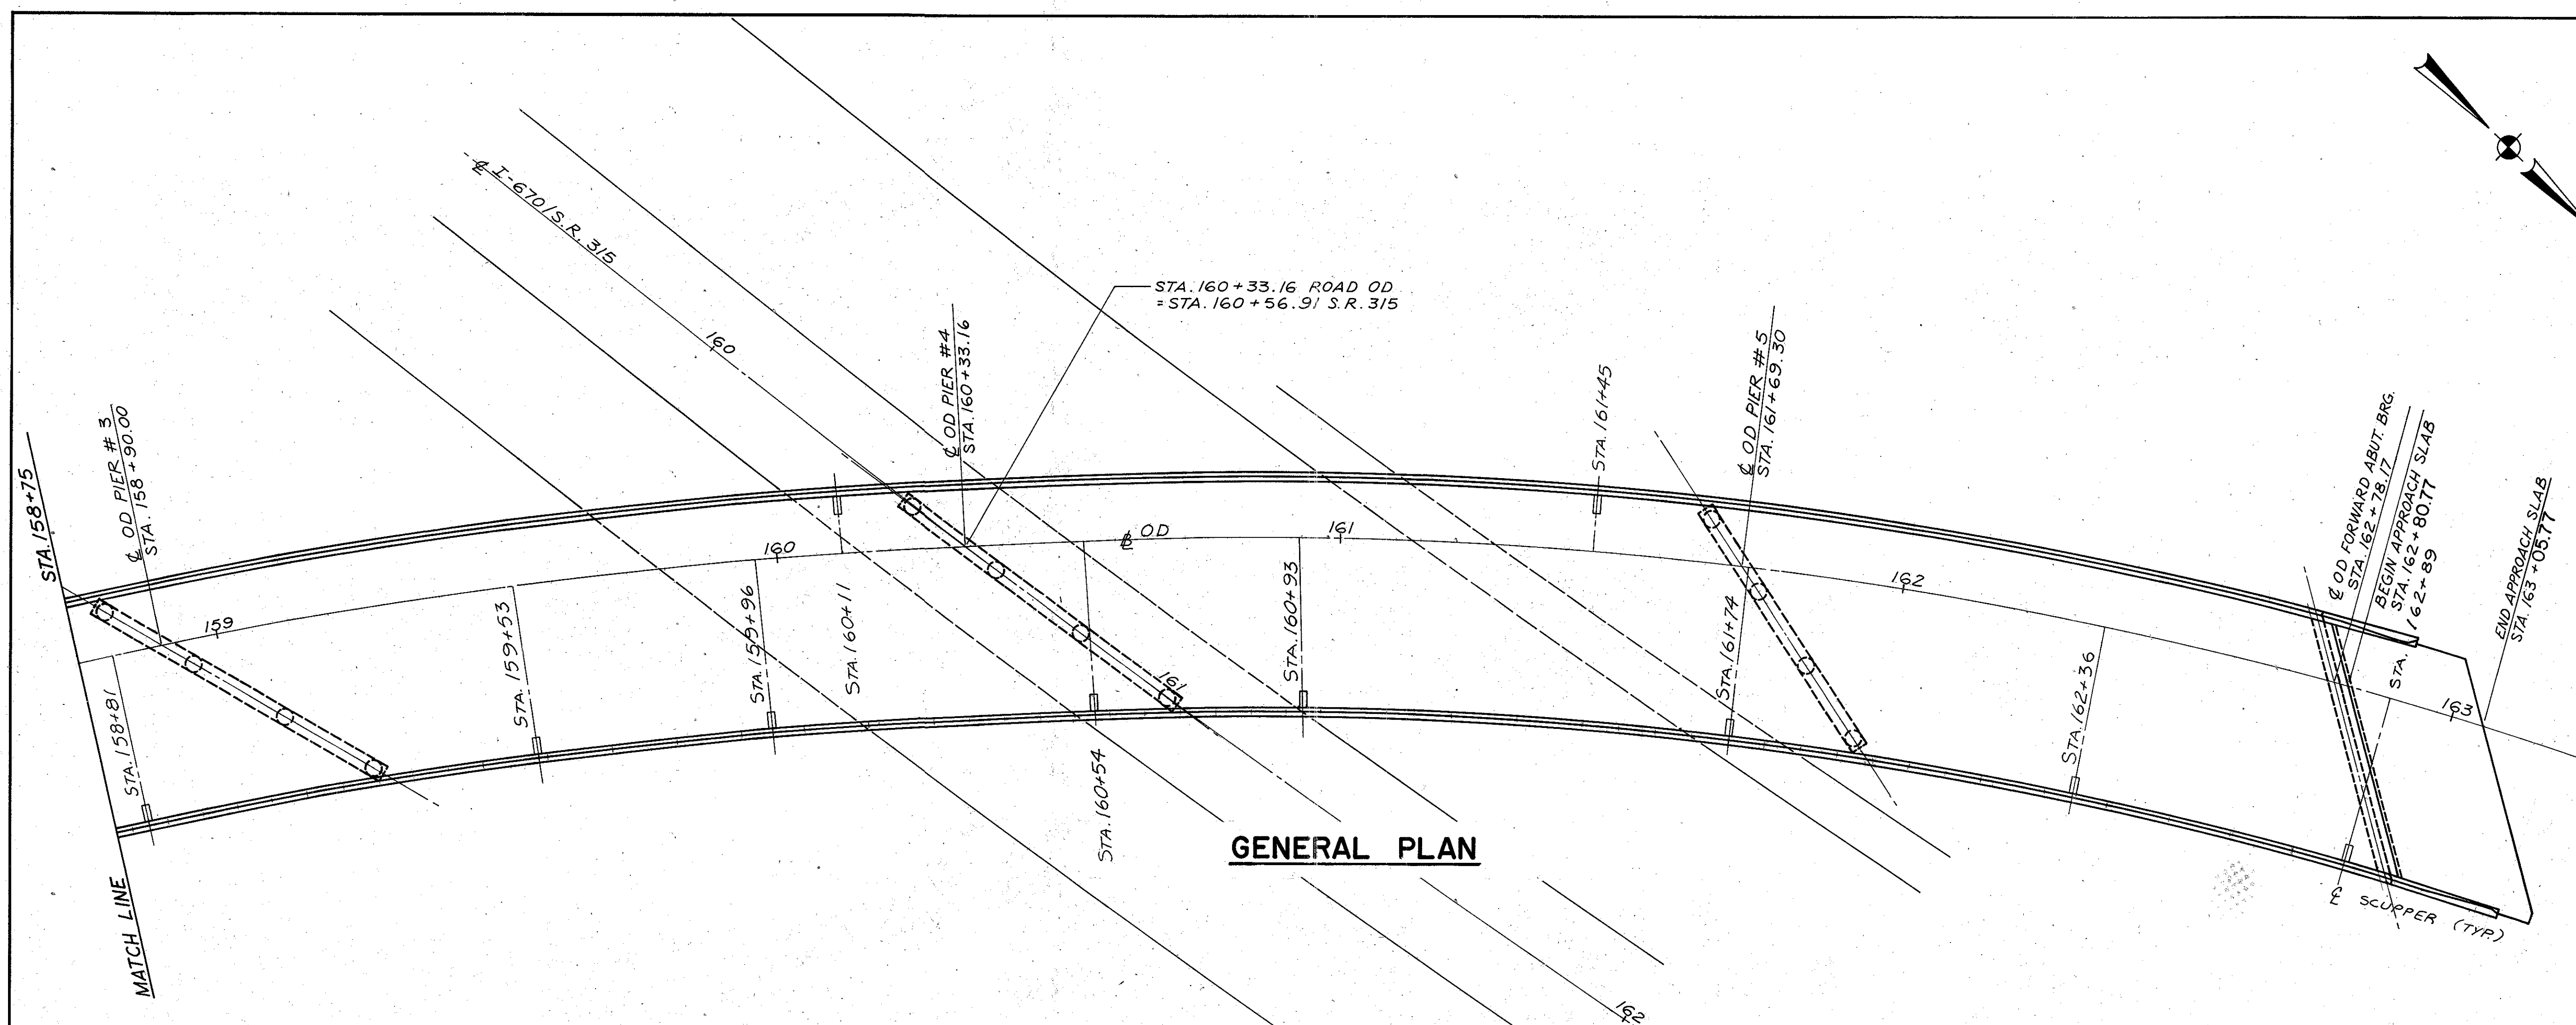 ℄ I-670/S.R. 315
160
STA. 160+33.16 ROAD OD
= STA. 160+56.91 S.R. 315
℄ OD PIER #4
STA. 160+33.16
℄ OD PIER #5
STA. 161+69.30
STA. 161+45
℄ OD PIER #3
STA. 158+90.00
STA. 158+75
℄ OD FORWARD ABUT. BRG.
STA. 162+78.17
BEGIN APPROACH SLAB
STA. 162+80.77
STA. 162+89
END APPROACH SLAB
STA. 163+05.77
159
160
℄ OD
161
162
163
STA. 158+81
STA. 159+53
STA. 159+96
STA. 160+11
STA. 160+54
161
STA. 160+93
STA. 161+74
STA. 162+36
GENERAL PLAN
MATCH LINE
℄ SCUPPER (TYP.)
162